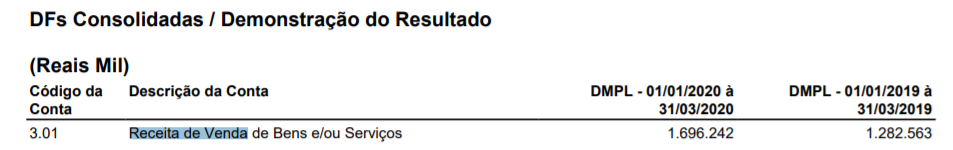 DFs Consolidadas / Demonstração do Resultado
(Reais Mil)
Código da Conta Descrição da Conta DMPL - 01/01/2020 à 31/03/2020 DMPL - 01/01/2019 à 31/03/2019
3.01 Receita de Venda de Bens e/ou Serviços 1.696.242 1.282.563